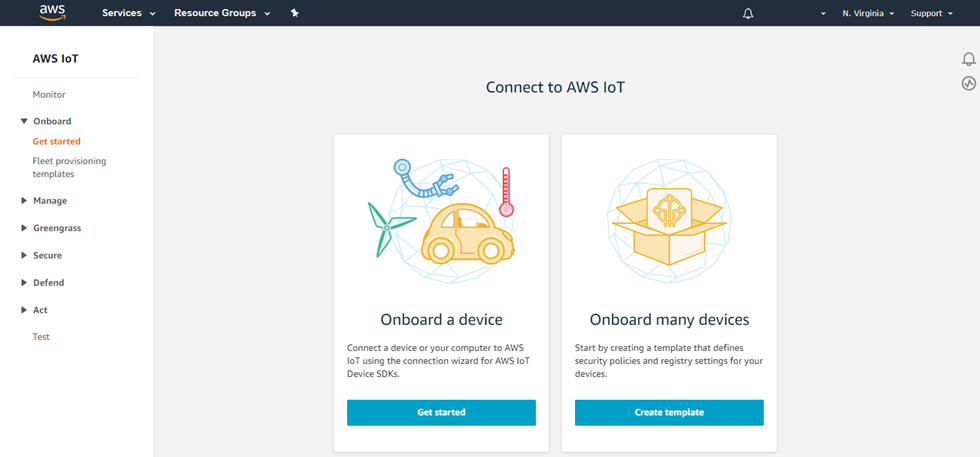 aws Services Resource Groups N. Virginia Support
AWS IoT
Monitor
Onboard
Get started
Fleet provisioning
templates
Manage
Greengrass
Secure
Defend
Act
Test
Connect to AWS IoT
Onboard a device
Connect a device or your computer to AWS
IoT using the connection wizard for AWS IoT
Device SDKs.
Get started
Onboard many devices
Start by creating a template that defines
security policies and registry settings for your
devices.
Create template